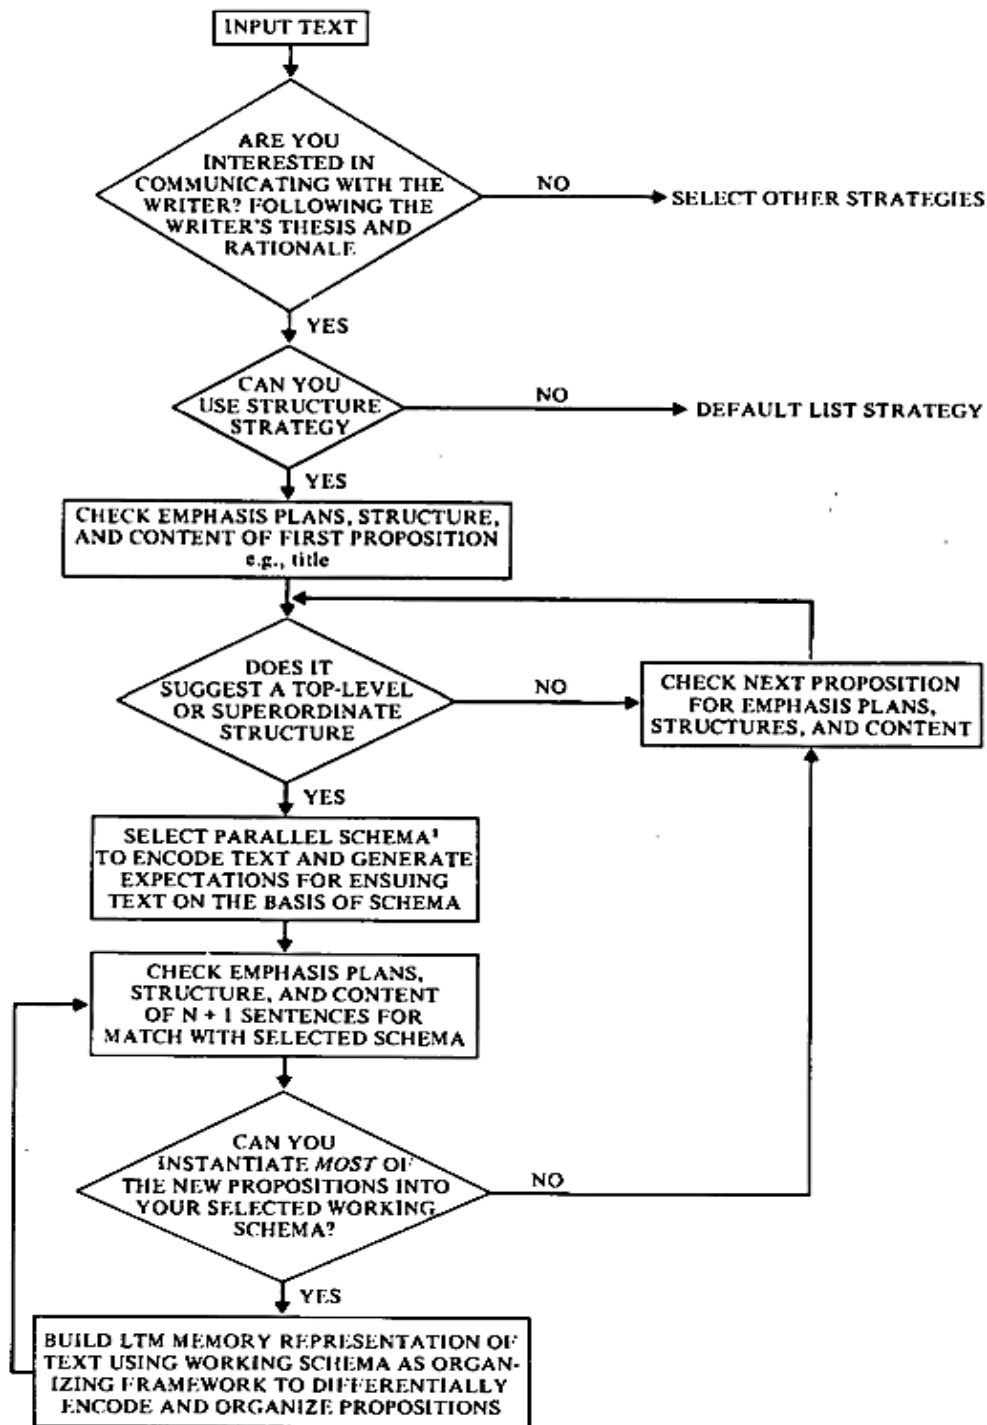 INPUT TEXT
ARE YOU
INTERESTED IN
COMMUNICATING WITH THE
WRITER? FOLLOWING THE
WRITER'S THESIS AND
RATIONALE
NO
SELECT OTHER STRATEGIES
YES
CAN YOU
USE STRUCTURE
STRATEGY
NO
DEFAULT LIST STRATEGY
YES
CHECK EMPHASIS PLANS, STRUCTURE,
AND CONTENT OF FIRST PROPOSITION
e.g., title
DOES IT
SUGGEST A TOP-LEVEL
OR SUPERORDINATE
STRUCTURE
NO
CHECK NEXT PROPOSITION
FOR EMPHASIS PLANS,
STRUCTURES, AND CONTENT
YES
SELECT PARALLEL SCHEMA¹
TO ENCODE TEXT AND GENERATE
EXPECTATIONS FOR ENSUING
TEXT ON THE BASIS OF SCHEMA
CHECK EMPHASIS PLANS,
STRUCTURE, AND CONTENT
OF N + 1 SENTENCES FOR
MATCH WITH SELECTED SCHEMA
CAN YOU
INSTANTIATE MOST OF
THE NEW PROPOSITIONS INTO
YOUR SELECTED WORKING
SCHEMA?
NO
YES
BUILD LTM MEMORY REPRESENTATION OF
TEXT USING WORKING SCHEMA AS ORGAN-
IZING FRAMEWORK TO DIFFERENTIALLY
ENCODE AND ORGANIZE PROPOSITIONS